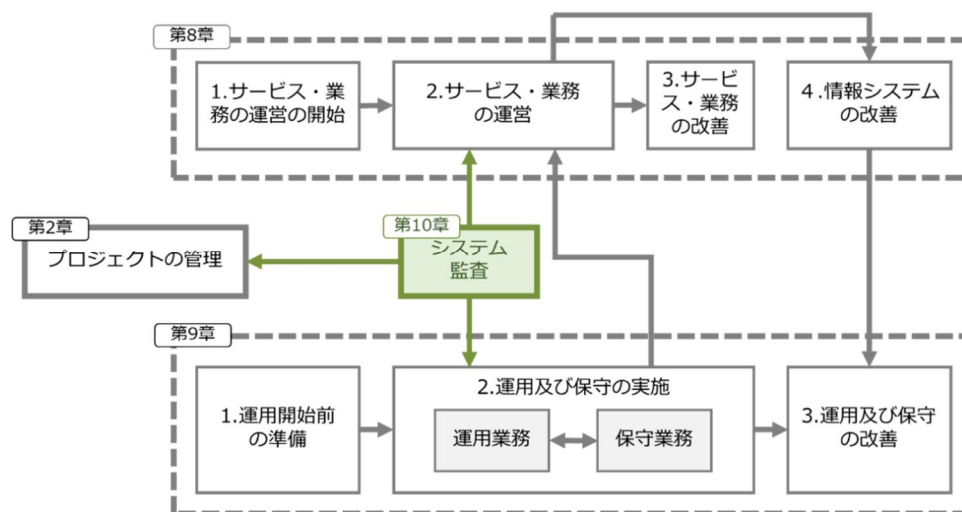 第8章
1.サービス・業
務の運営の開始
2.サービス・業務
の運営
3.サービ
ス・業務
の改善
４.情報システム
の改善
第2章
プロジェクトの管理
第10章
システム
監査
第9章
1.運用開始前
の準備
2.運用及び保守の実施
運用業務
保守業務
3.運用及び保守
の改善